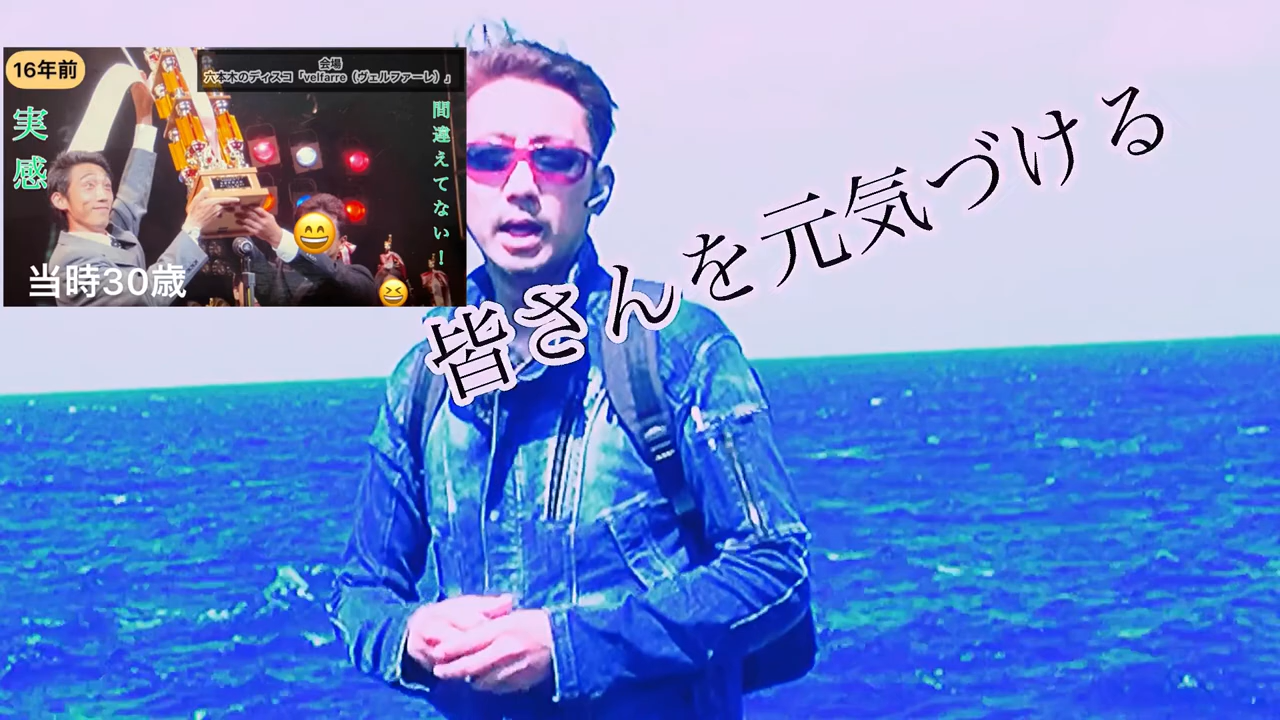 16年前
会場
六本木のディスコ「velfarre（ヴェルファーレ）」
実感
間違えてない！
当時30歳
皆さんを元気づける